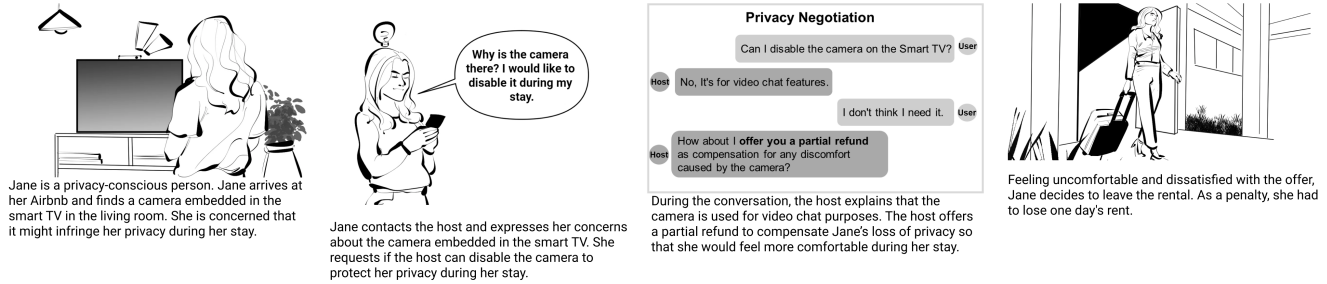 Jane is a privacy-conscious person. Jane arrives at
her Airbnb and finds a camera embedded in the
smart TV in the living room. She is concerned that
it might infringe her privacy during her stay.
Why is the camera
there? I would like to
disable it during my
stay.
Jane contacts the host and expresses her concerns
about the camera embedded in the smart TV. She
requests if the host can disable the camera to
protect her privacy during her stay.
Privacy Negotiation
Can I disable the camera on the Smart TV? User
Host No, It's for video chat features.
I don't think I need it. User
How about I offer you a partial refund
Host as compensation for any discomfort
caused by the camera?
During the conversation, the host explains that the
camera is used for video chat purposes. The host offers
a partial refund to compensate Jane’s loss of privacy so
that she would feel more comfortable during her stay.
Feeling uncomfortable and dissatisfied with the offer,
Jane decides to leave the rental. As a penalty, she had
to lose one day's rent.